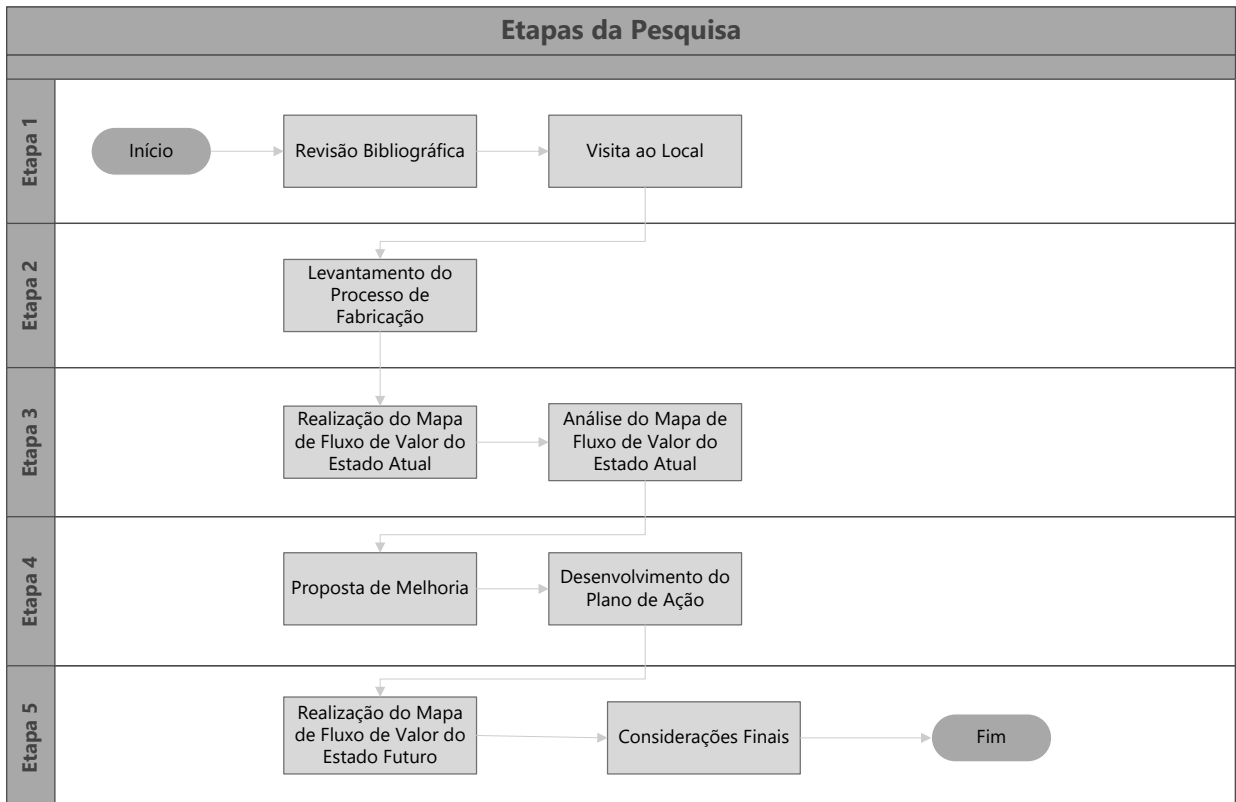 Etapas da Pesquisa
Etapa 1
Início
Revisão Bibliográfica
Visita ao Local
Etapa 2
Levantamento do
Processo de
Fabricação
Etapa 3
Realização do Mapa
de Fluxo de Valor do
Estado Atual
Análise do Mapa de
Fluxo de Valor do
Estado Atual
Etapa 4
Proposta de Melhoria
Desenvolvimento do
Plano de Ação
Etapa 5
Realização do Mapa
de Fluxo de Valor do
Estado Futuro
Considerações Finais
Fim